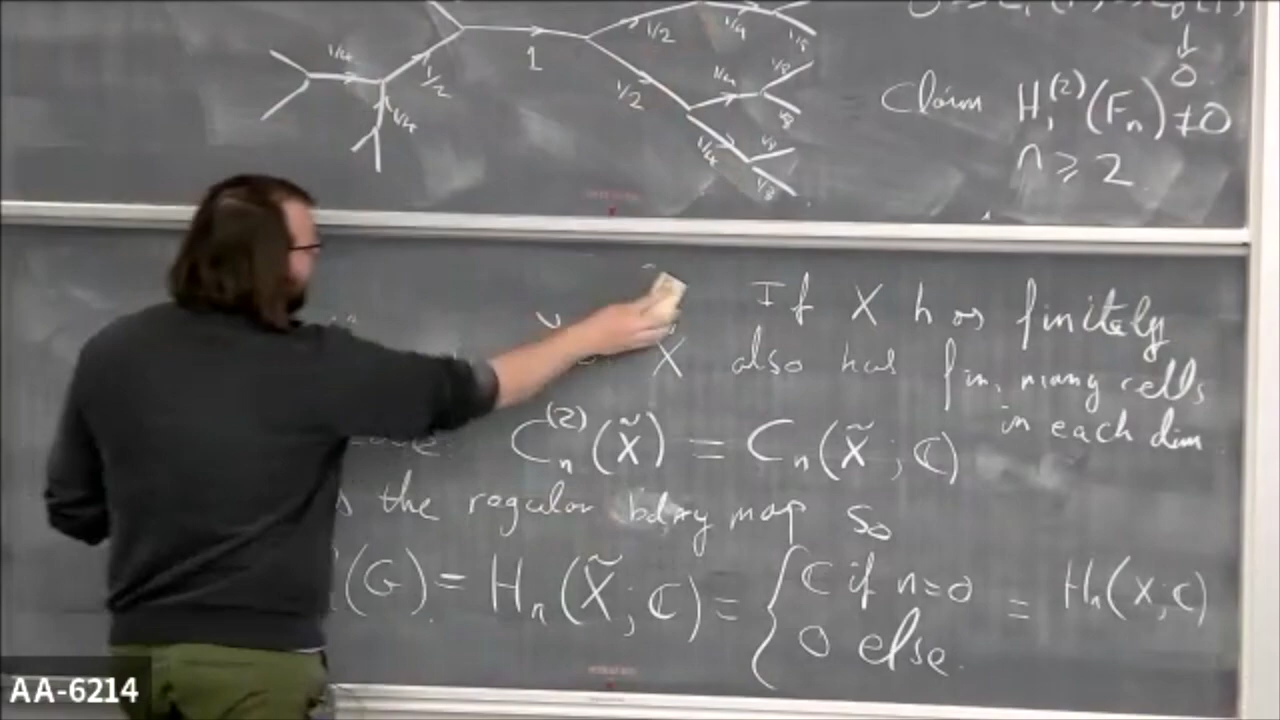 1/4
1/2
1/4
1
1/2
1/4
1/8
1/2
1/4
1/8
1/8
1/4
1/8
1/8
0
Claim H₁⁽²⁾(Fₙ) ≠ 0
n ⩾ 2
If X has finitely
X also has fin. many cells
in each dim
Cₙ⁽²⁾(X̃) = Cₙ(X̃; ℂ)
the regular bdry map so
(G) = Hₙ(X̃; ℂ) = { ℂ if n=0 = Hₙ(X; ℂ)
0 else.
AA-6214